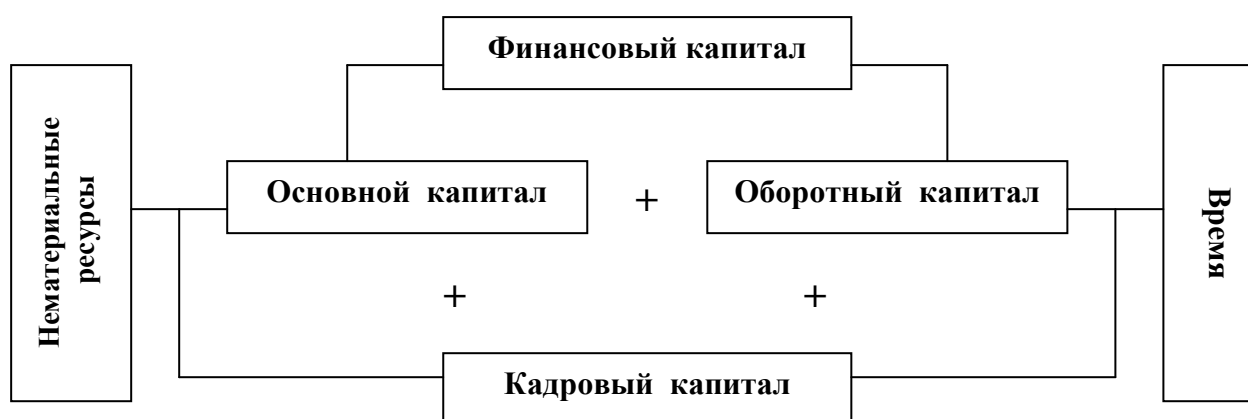 Финансовый капитал
Нематериальные
ресурсы
Основной капитал
+
Оборотный капитал
Время
+
+
Кадровый капитал